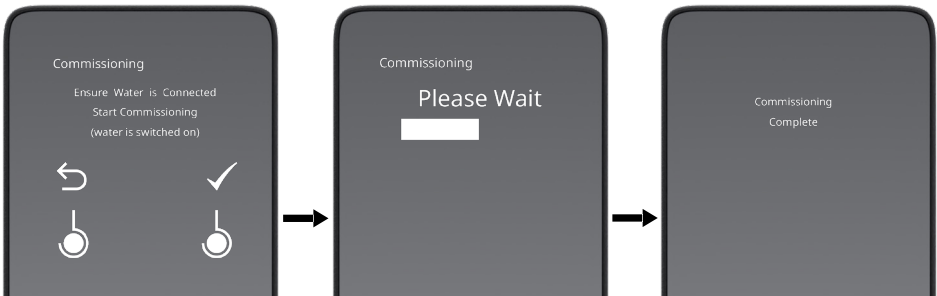 Commissioning
Ensure Water is Connected
Start Commissioning
(water is switched on)
Commissioning
Please Wait
Commissioning
Complete